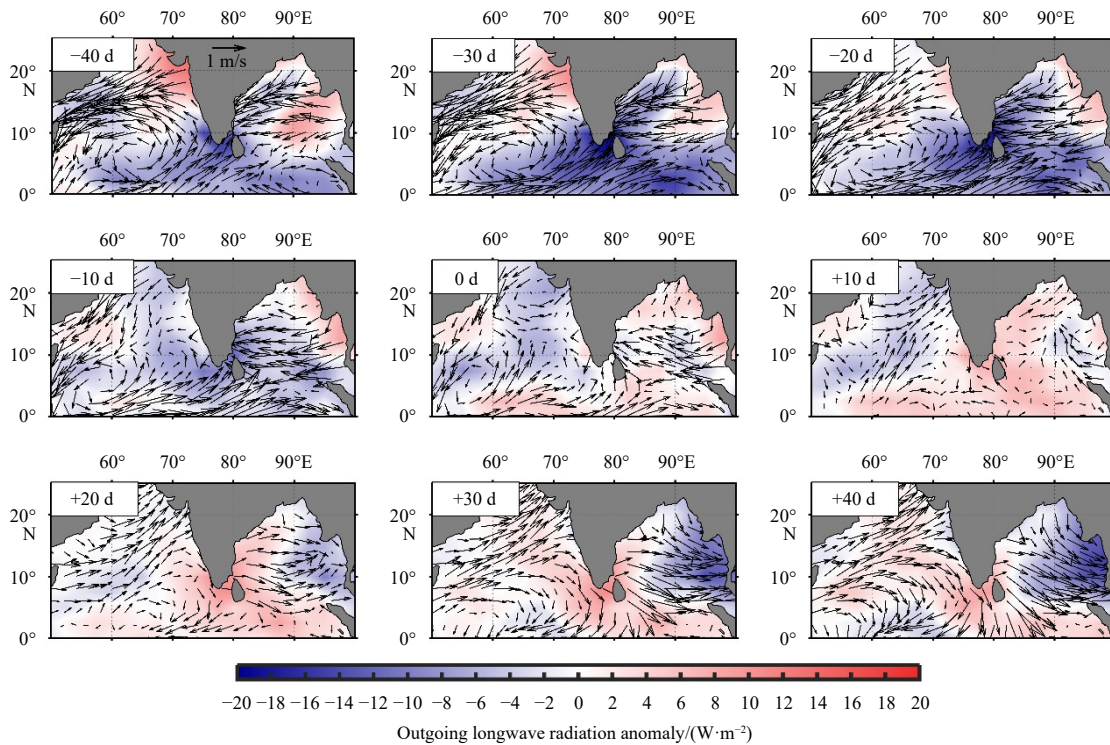 60° 70° 80° 90°E 60° 70° 80° 90°E 60° 70° 80° 90°E
−40 d 1 m/s −30 d −20 d
20° 20° 20°
N N N
10° 10° 10°
0° 0° 0°
60° 70° 80° 90°E 60° 70° 80° 90°E 60° 70° 80° 90°E
−10 d 0 d +10 d
20° 20° 20°
N N N
10° 10° 10°
0° 0° 0°
60° 70° 80° 90°E 60° 70° 80° 90°E 60° 70° 80° 90°E
+20 d +30 d +40 d
20° 20° 20°
N N N
10° 10° 10°
0° 0° 0°
−20 −18 −16 −14 −12 −10 −8 −6 −4 −2 0 2 4 6 8 10 12 14 16 18 20
Outgoing longwave radiation anomaly/(W·m⁻²)